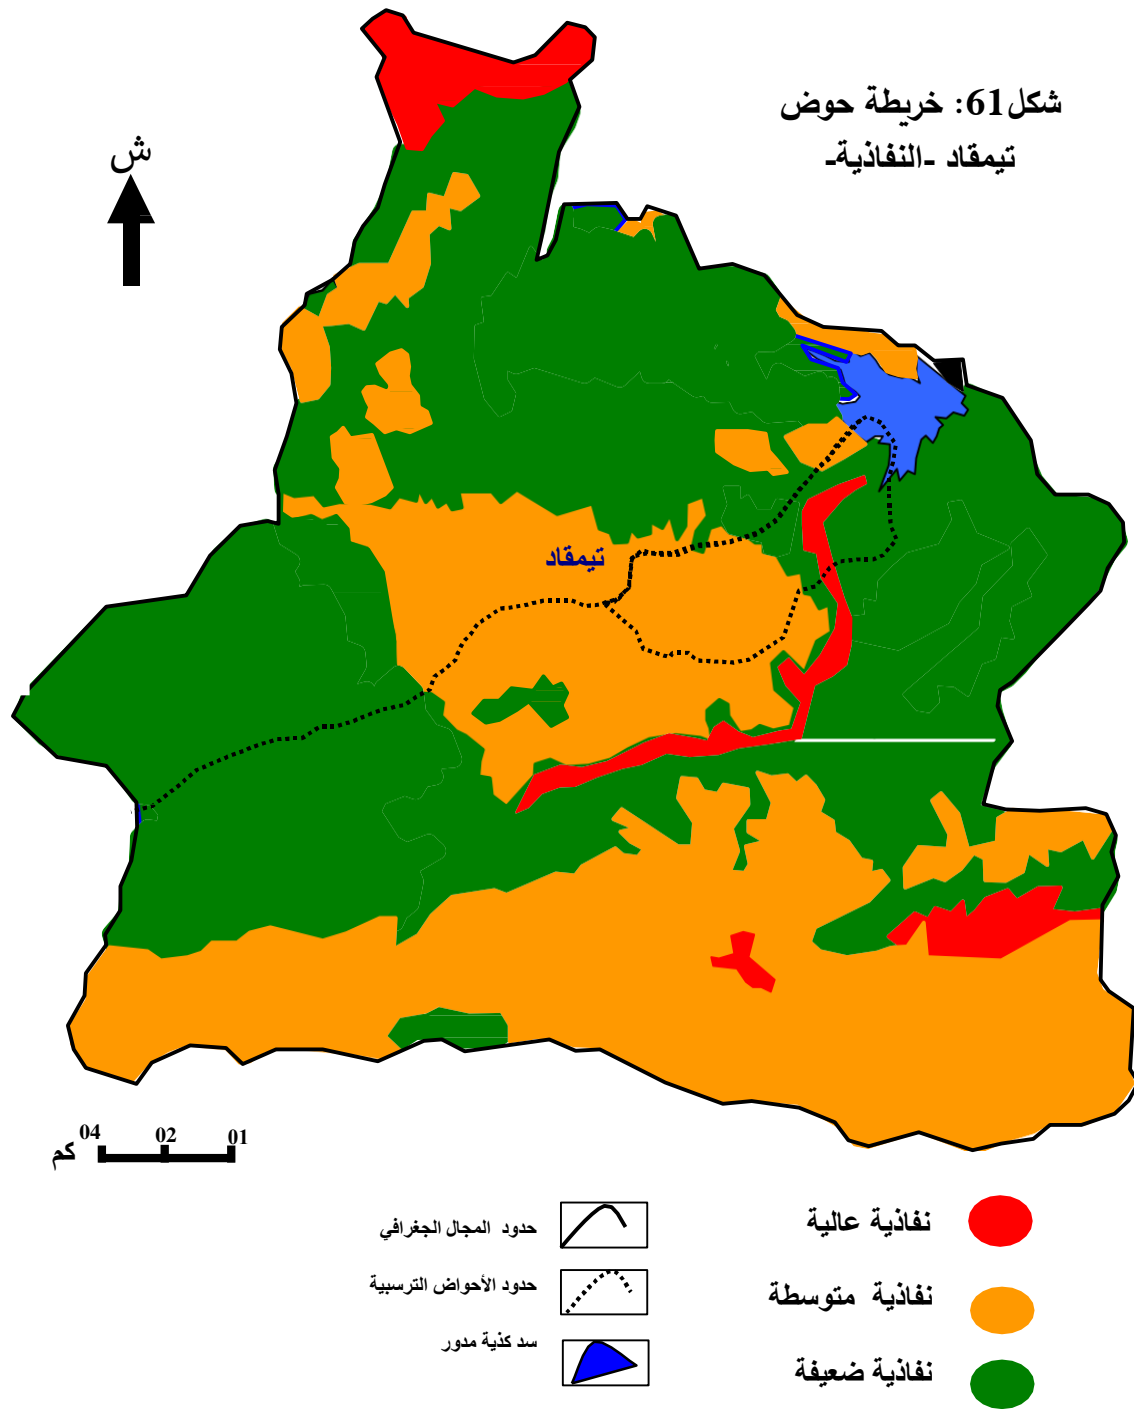 شكل61: خريطة حوض
تيمقاد -النفاذية-
ش
تيمقاد
04 02 01
كم
نفاذية عالية
نفاذية متوسطة
نفاذية ضعيفة
حدود المجال الجغرافي
حدود الأحواض الترسبية
سد كدية مدور